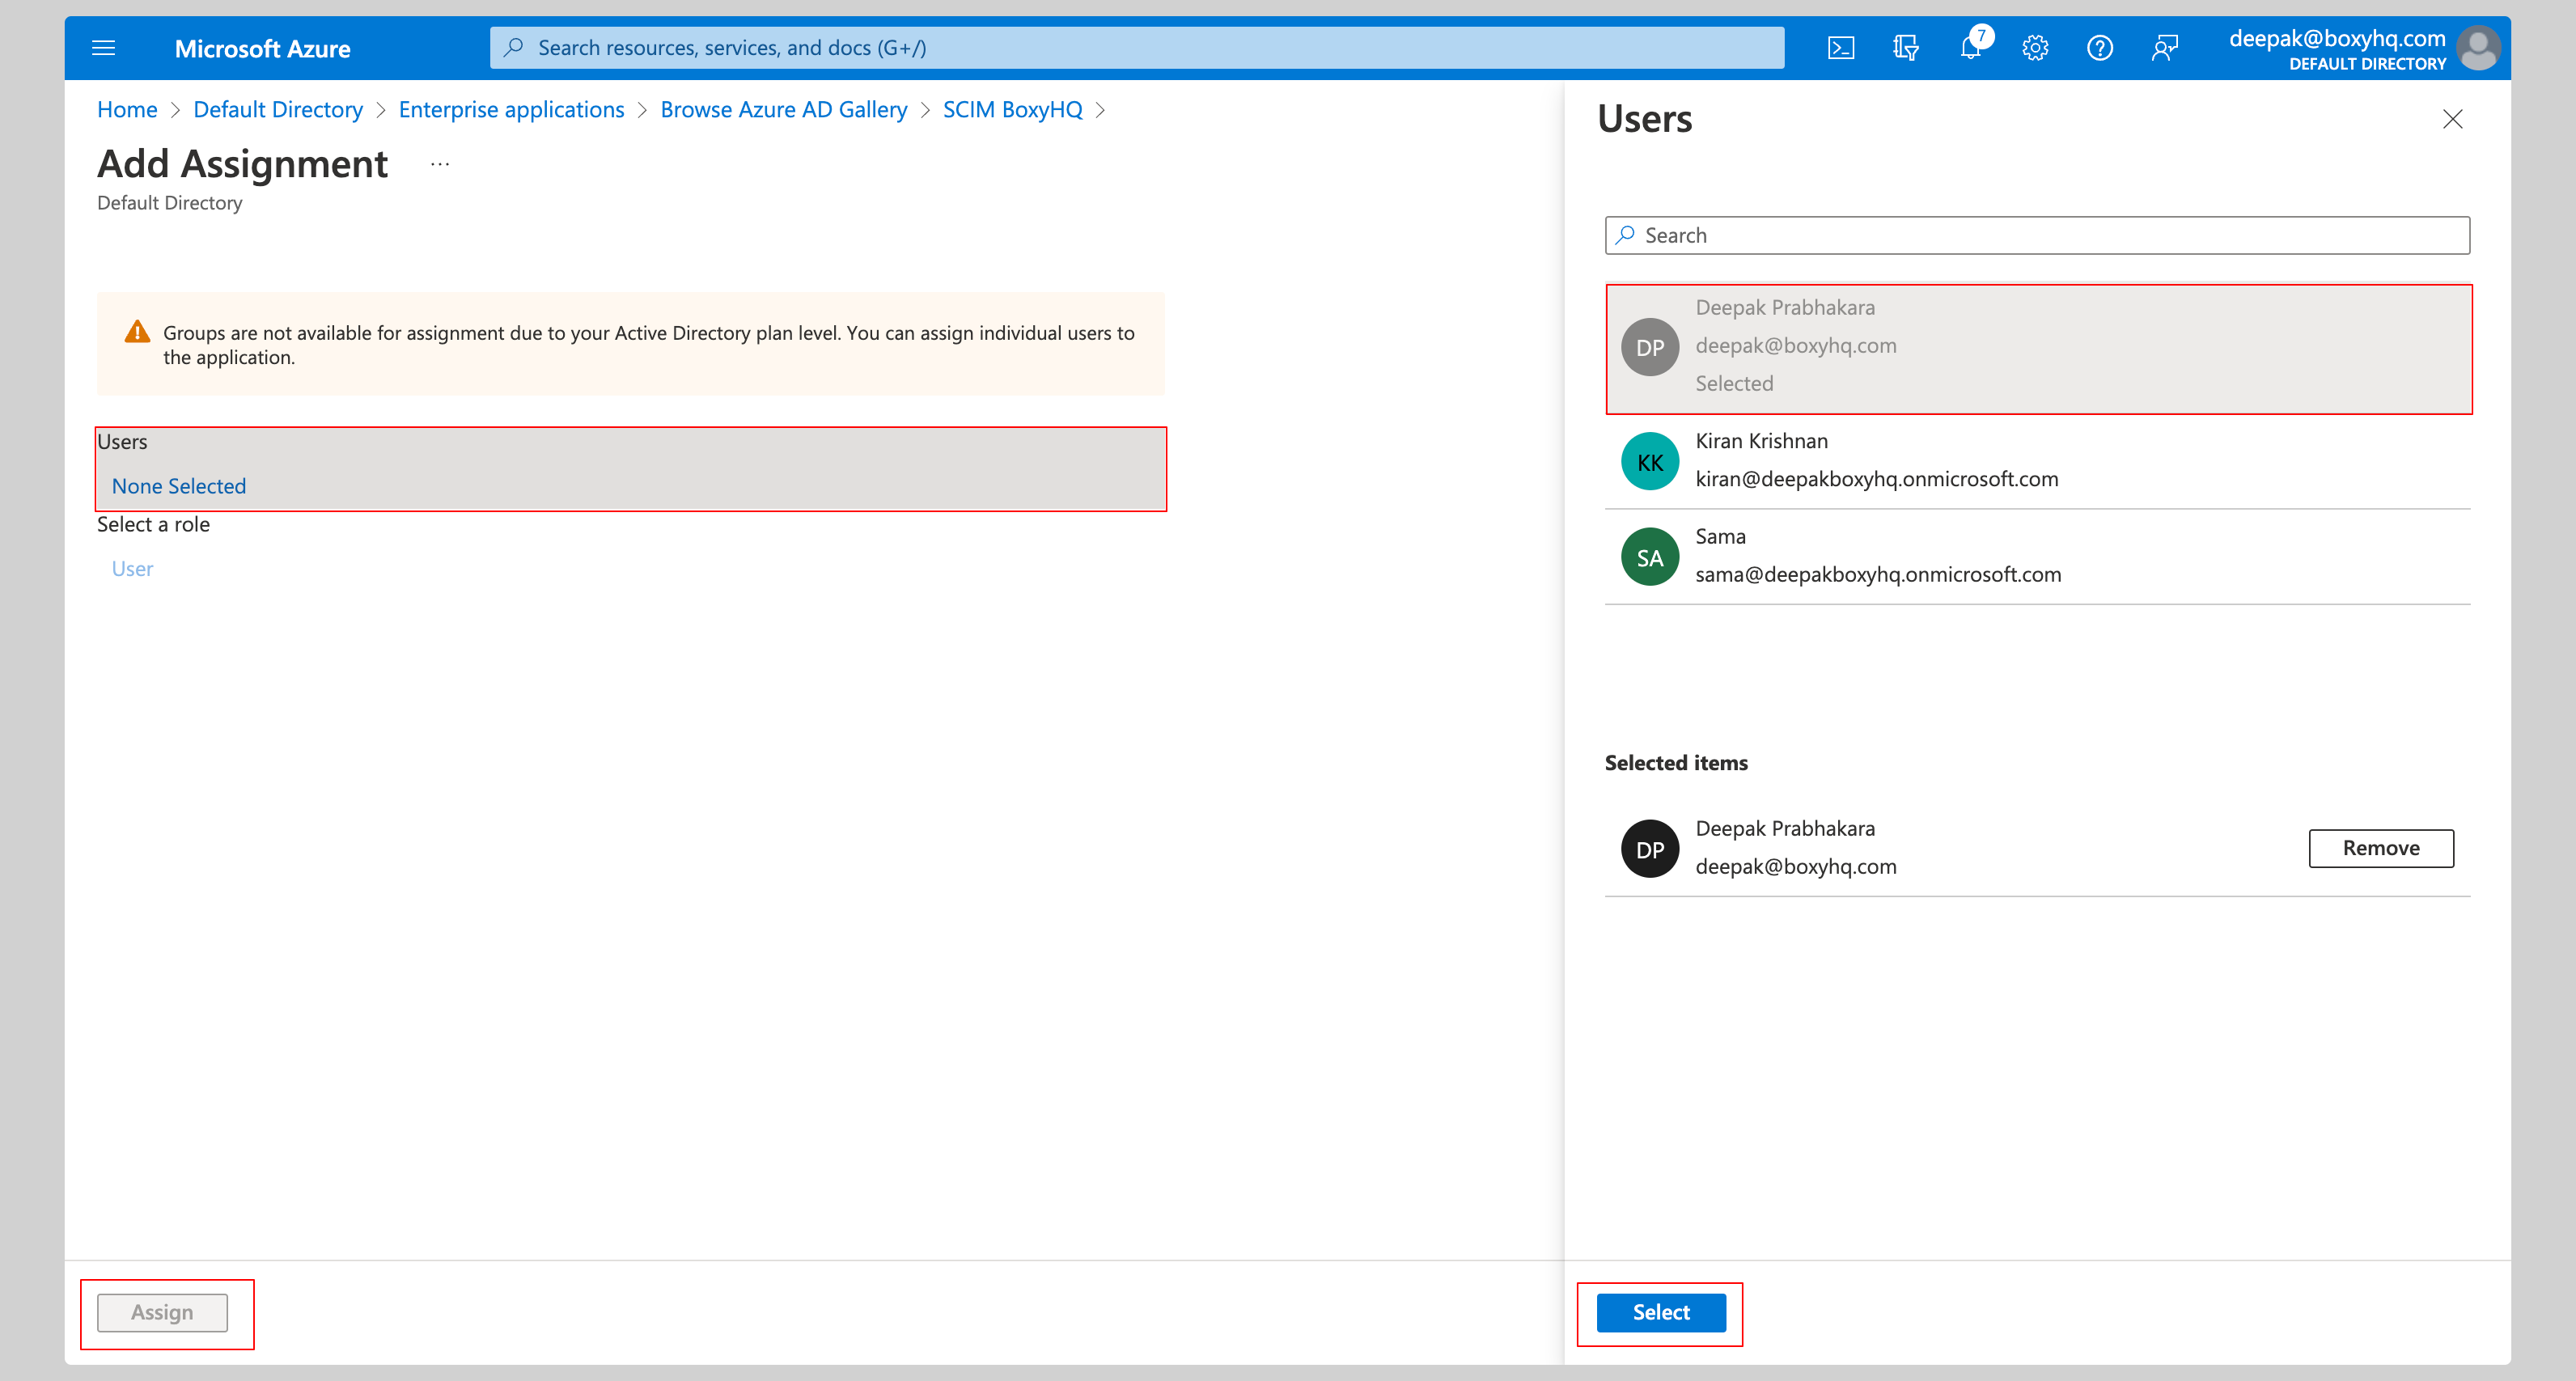 Microsoft Azure
Search resources, services, and docs (G+/)
7
deepak@boxyhq.com
DEFAULT DIRECTORY
Home > Default Directory > Enterprise applications > Browse Azure AD Gallery > SCIM BoxyHQ >
Add Assignment ...
Default Directory
Groups are not available for assignment due to your Active Directory plan level. You can assign individual users to
the application.
Users
None Selected
Select a role
User
Assign
Users
Search
DP
Deepak Prabhakara
deepak@boxyhq.com
Selected
KK
Kiran Krishnan
kiran@deepakboxyhq.onmicrosoft.com
SA
Sama
sama@deepakboxyhq.onmicrosoft.com
Selected items
DP
Deepak Prabhakara
deepak@boxyhq.com
Remove
Select